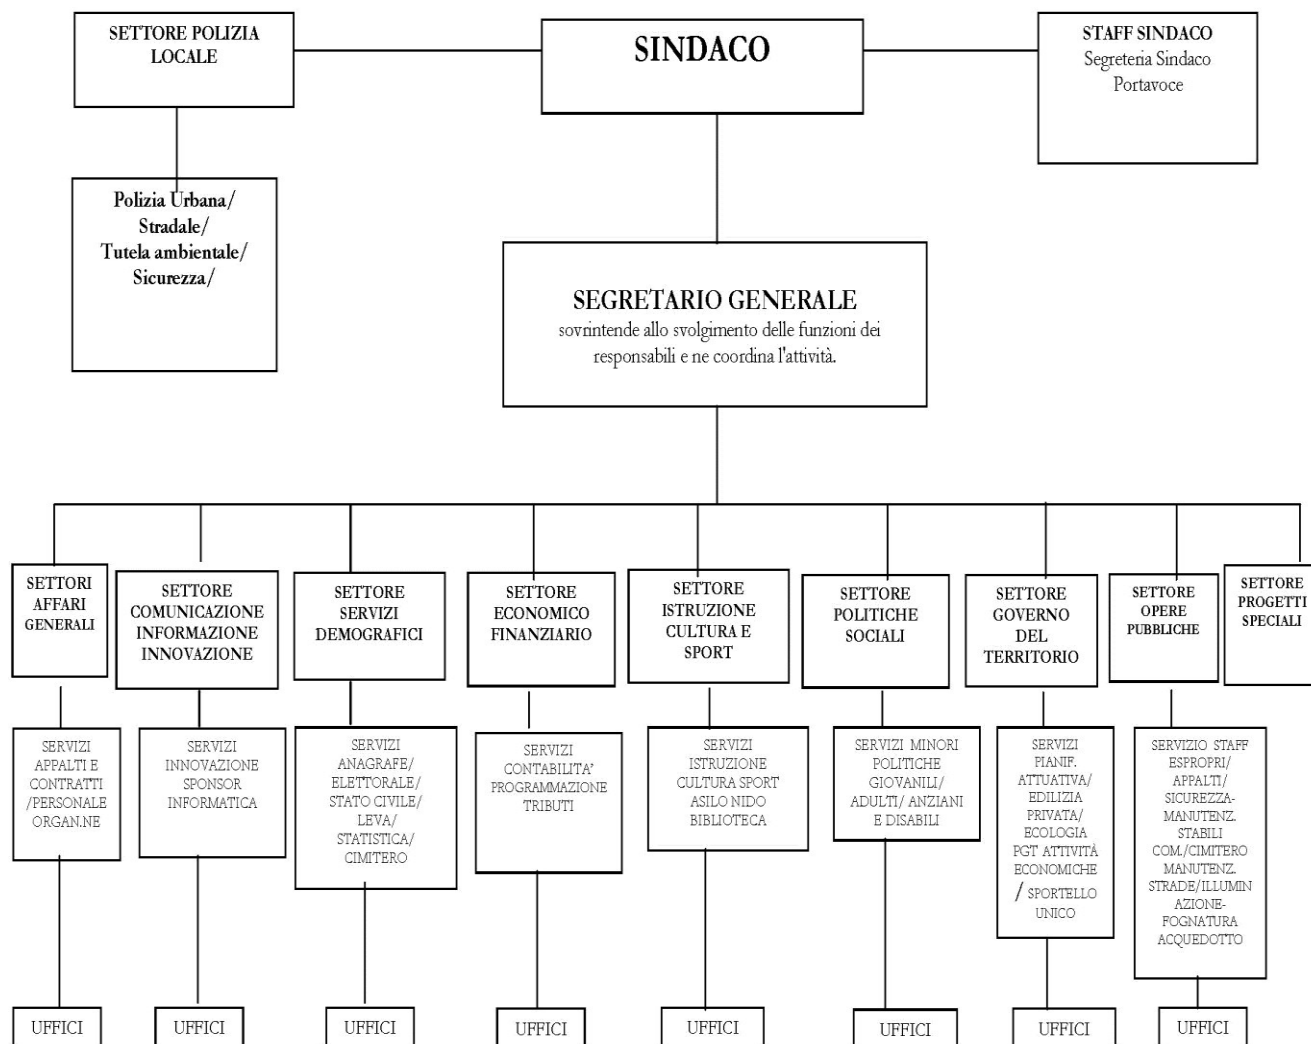 SETTORE POLIZIA
LOCALE
SINDACO
STAFF SINDACO
Segreteria Sindaco
Portavoce
Polizia Urbana/
Stradale/
Tutela ambientale/
Sicurezza/
SEGRETARIO GENERALE
sovrintende allo svolgimento delle funzioni dei
responsabili e ne coordina l'attività.
SETTORI
AFFARI
GENERALI
SETTORE
COMUNICAZIONE
INFORMAZIONE
INNOVAZIONE
SETTORE
SERVIZI
DEMOGRAFICI
SETTORE
ECONOMICO
FINANZIARIO
SETTORE
ISTRUZIONE
CULTURA E
SPORT
SETTORE
POLITICHE
SOCIALI
SETTORE
GOVERNO
DEL
TERRITORIO
SETTORE
OPERE
PUBBLICHE
SETTORE
PROGETTI
SPECIALI
SERVIZI
APPALTI E
CONTRATTI
/PERSONALE
ORGAN.NE
SERVIZI
INNOVAZIONE
SPONSOR
INFORMATICA
SERVIZI
ANAGRAFE/
ELETTORALE/
STATO CIVILE/
LEVA/
STATISTICA/
CIMITERO
SERVIZI
CONTABILITA'
PROGRAMMAZIONE
TRIBUTI
SERVIZI
ISTRUZIONE
CULTURA SPORT
ASILO NIDO
BIBLIOTECA
SERVIZI MINORI
POLITICHE
GIOVANILI/
ADULTI/ ANZIANI
E DISABILI
SERVIZI
PIANIF.
ATTUATIVA/
EDILIZIA
PRIVATA/
ECOLOGIA
PGT ATTIVITÀ
ECONOMICHE
/ SPORTELLO
UNICO
SERVIZIO STAFF
ESPROPRI/
APPALTI/
SICUREZZA-
MANUTENZ.
STABILI
COM./CIMITERO
MANUTENZ.
STRADE/ILLUMIN
AZIONE-
FOGNATURA
ACQUEDOTTO
UFFICI
UFFICI
UFFICI
UFFICI
UFFICI
UFFICI
UFFICI
UFFICI